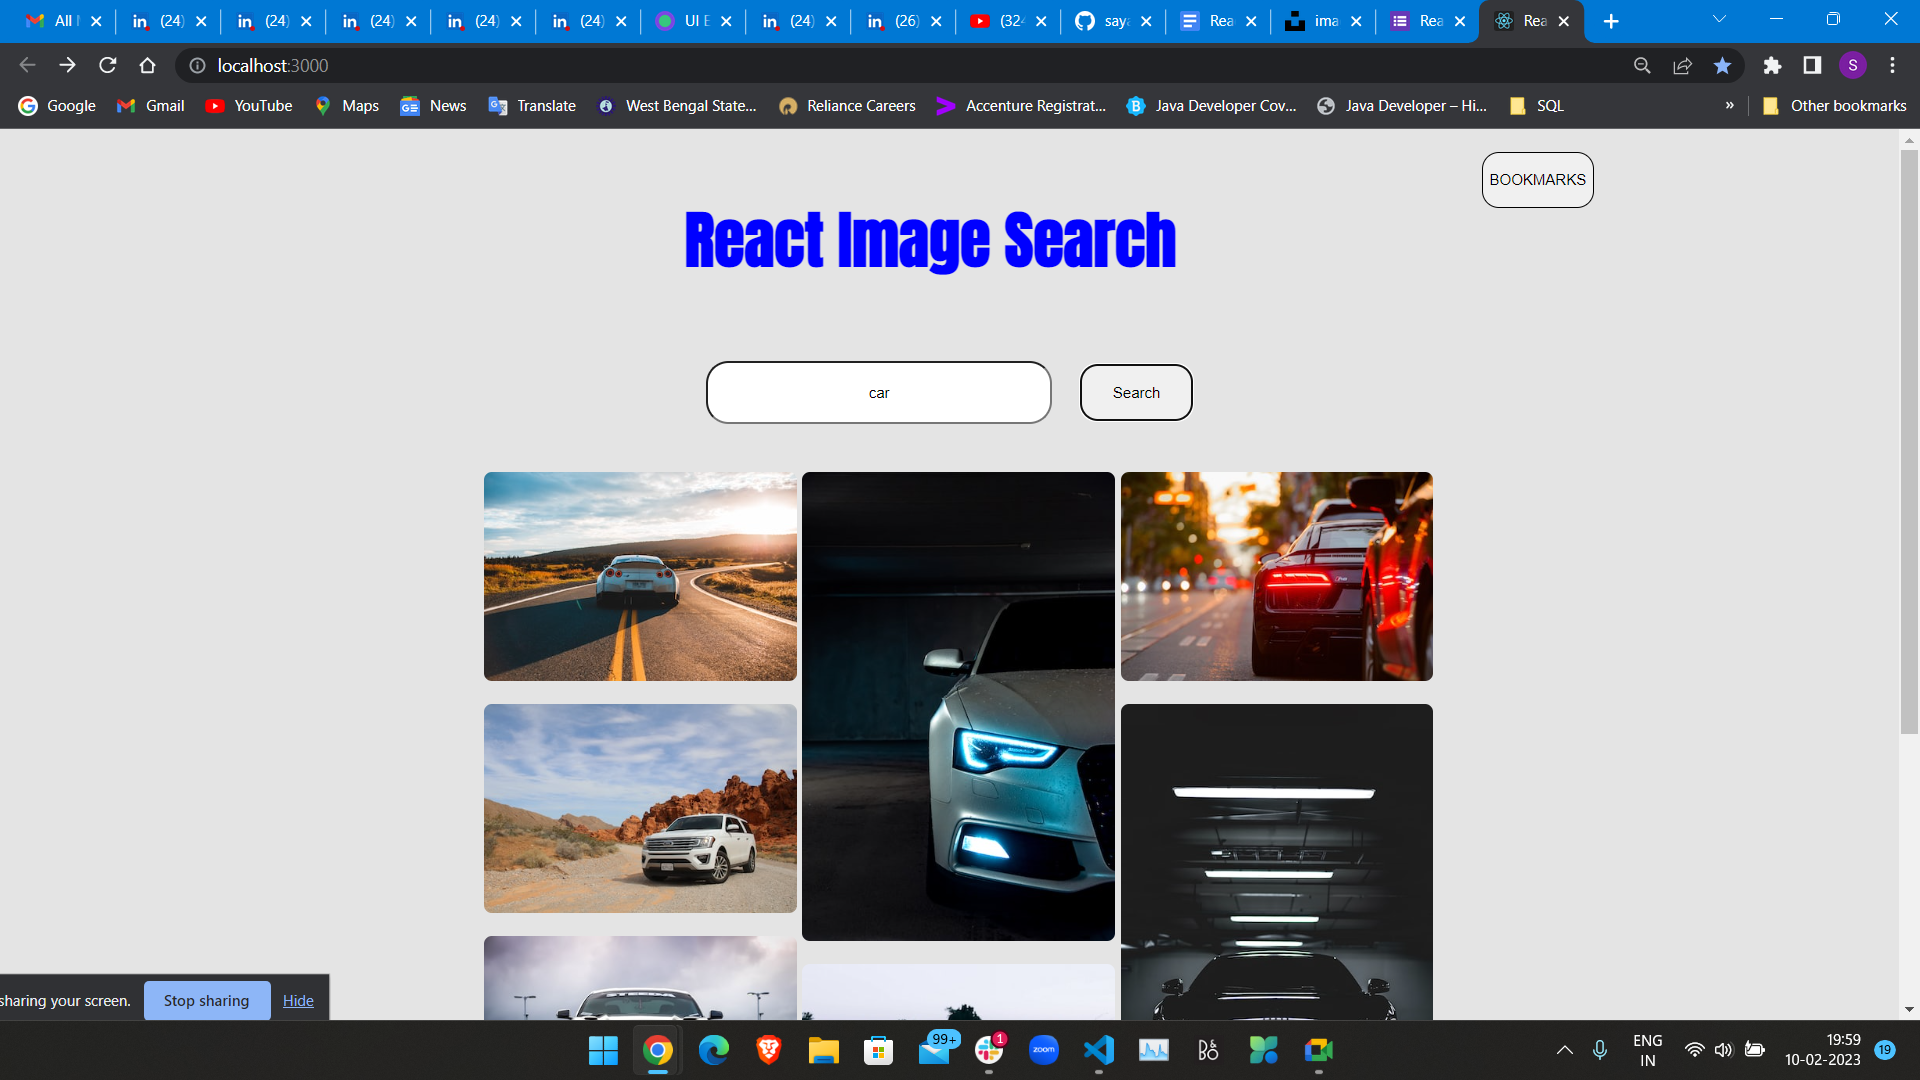 All M
(24)
(24)
(24)
(24)
(24)
UI E
(24)
(26)
(324
saya
Rea
ima
Rea
Rea
localhost:3000
S
Google
Gmail
YouTube
Maps
News
Translate
West Bengal State...
Reliance Careers
Accenture Registrat...
Java Developer Cov...
Java Developer – Hi...
SQL
»
Other bookmarks
BOOKMARKS
React Image Search
car
Search
sharing your screen.
Stop sharing
Hide
99+
1
zoom
ENG
IN
19:59
10-02-2023
19